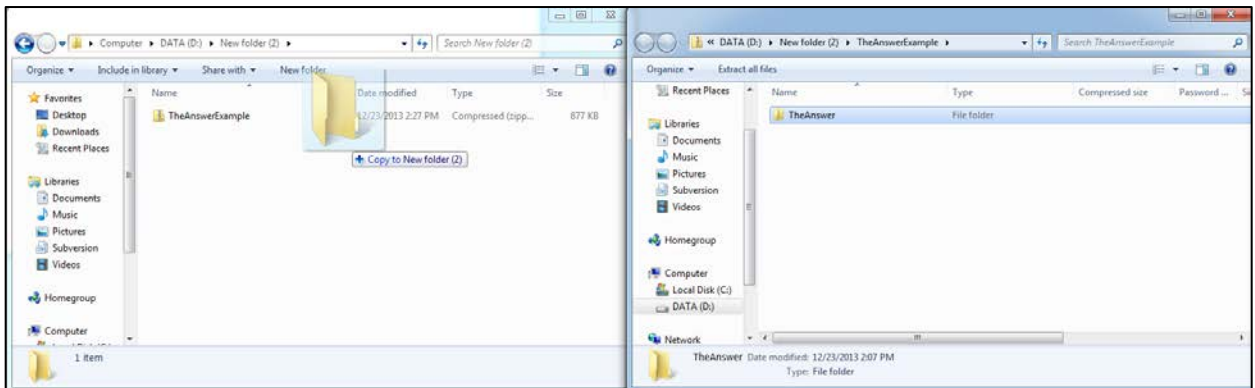 Computer ▸ DATA (D:) ▸ New folder (2) ▸
Search New folder (2)
Organize Include in library Share with New folder
Name Date modified Type Size
TheAnswerExample 12/23/2013 2:27 PM Compressed (zipp... 877 KB
Copy to New folder (2)
Favorites
Desktop
Downloads
Recent Places
Libraries
Documents
Music
Pictures
Subversion
Videos
Homegroup
Computer
1 item
« DATA (D:) ▸ New folder (2) ▸ TheAnswerExample ▸
Search TheAnswerExample
Organize Extract all files
Name Type Compressed size Password ...
TheAnswer File folder
Recent Places
Libraries
Documents
Music
Pictures
Subversion
Videos
Homegroup
Computer
Local Disk (C:)
DATA (D:)
Network
TheAnswer Date modified: 12/23/2013 2:07 PM
Type: File folder